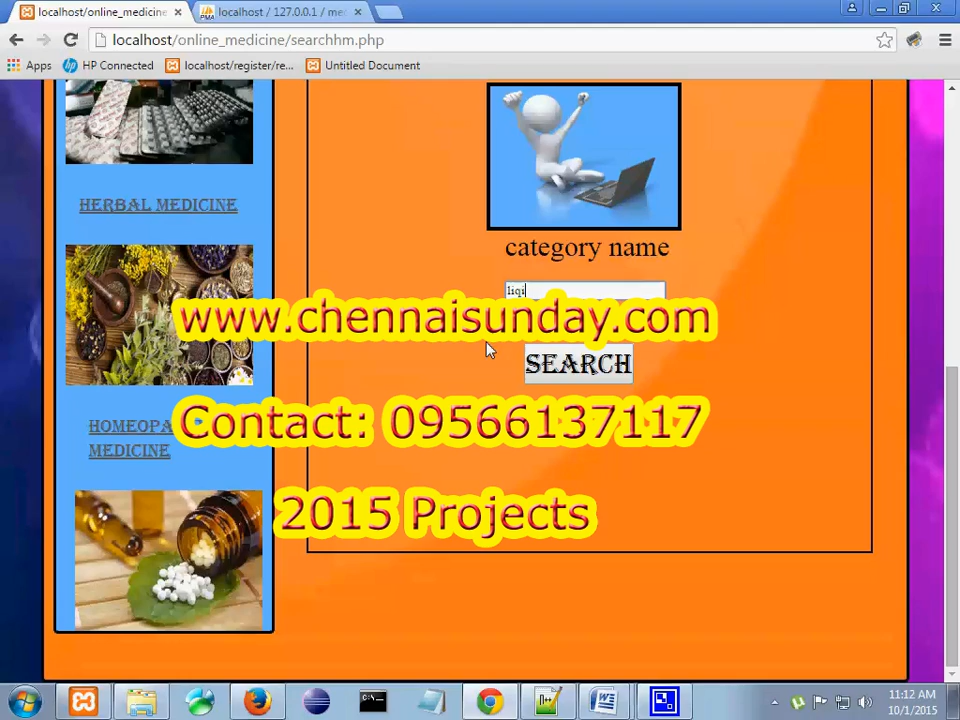 localhost/online_medicine
localhost / 127.0.0.1 / me
localhost/online_medicine/searchhm.php
Apps
HP Connected
localhost/register/re...
Untitled Document
HERBAL MEDICINE
category name
liqi
www.chennaisunday.com
SEARCH
HOMEOPA
MEDICINE
Contact: 09566137117
2015 Projects
11:12 AM
10/1/2015